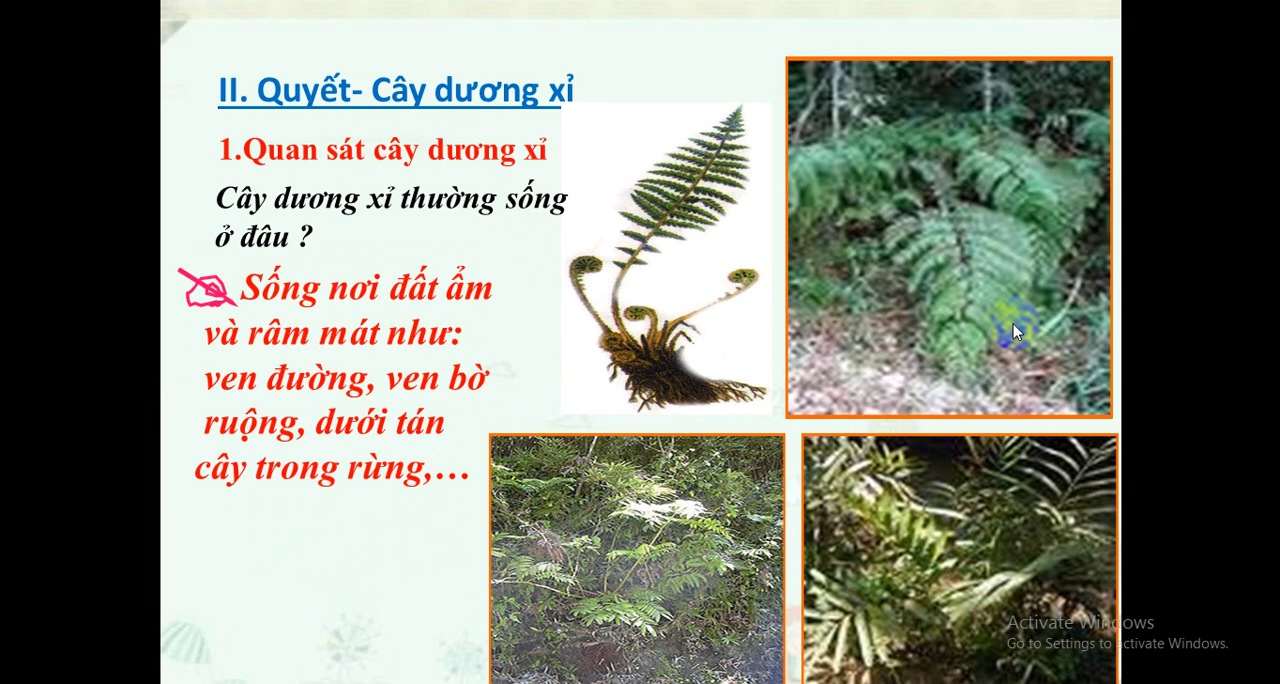 II. Quyết- Cây dương xỉ
1.Quan sát cây dương xỉ
Cây dương xỉ thường sống
ở đâu ?
Sống nơi đất ẩm
và râm mát như:
ven đường, ven bờ
ruộng, dưới tán
cây trong rừng,…
Activate Windows
Go to Settings to activate Windows.